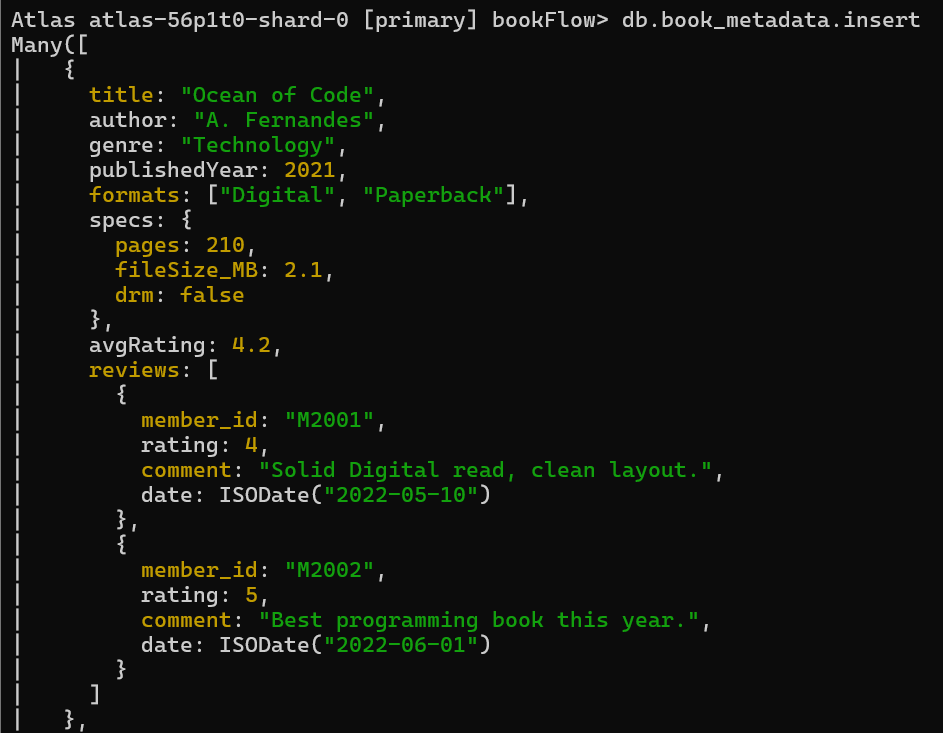 Atlas atlas-56p1t0-shard-0 [primary] bookFlow> db.book_metadata.insert
Many([
|   {
|     title: "Ocean of Code",
|     author: "A. Fernandes",
|     genre: "Technology",
|     publishedYear: 2021,
|     formats: ["Digital", "Paperback"],
|     specs: {
|       pages: 210,
|       fileSize_MB: 2.1,
|       drm: false
|     },
|     avgRating: 4.2,
|     reviews: [
|       {
|         member_id: "M2001",
|         rating: 4,
|         comment: "Solid Digital read, clean layout.",
|         date: ISODate("2022-05-10")
|       },
|       {
|         member_id: "M2002",
|         rating: 5,
|         comment: "Best programming book this year.",
|         date: ISODate("2022-06-01")
|       }
|     ]
|   },